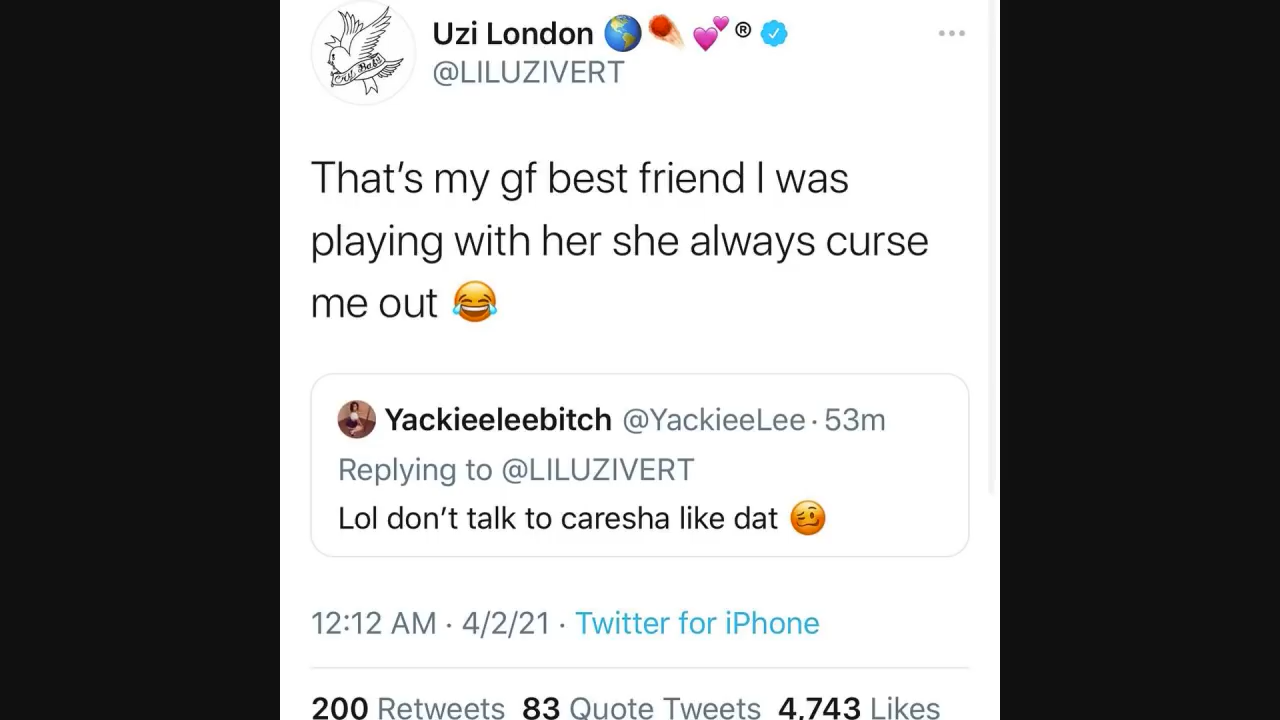 Uzi London 🌎☄️💕®
@LILUZIVERT
That's my gf best friend I was
playing with her she always curse
me out 😂
Yackieeleebitch @YackieeLee · 53m
Replying to @LILUZIVERT
Lol don't talk to caresha like dat 🥴
12:12 AM · 4/2/21 · Twitter for iPhone
200 Retweets 83 Quote Tweets 4,743 Likes